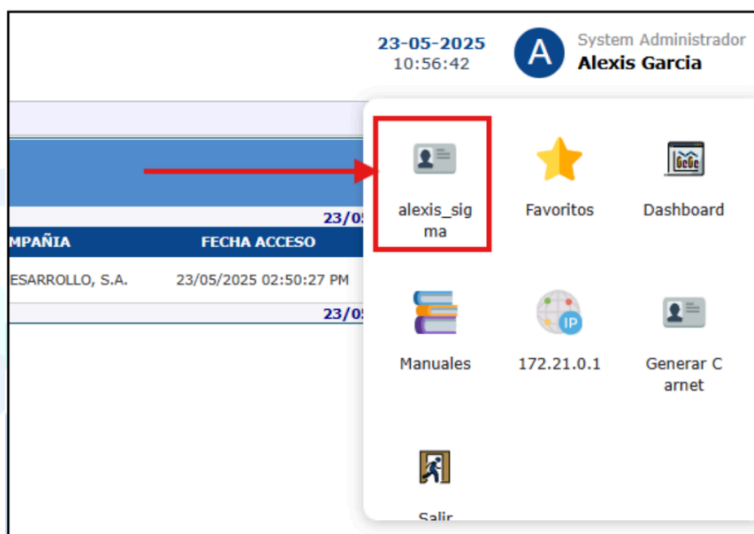 23-05-2025
10:56:42
A
System Administrador
Alexis Garcia
23/0
MPAÑIA FECHA ACCESO
ESARROLLO, S.A. 23/05/2025 02:50:27 PM
23/05
alexis_sig
ma
Favoritos
Dashboard
Manuales
IP
172.21.0.1
Generar C
arnet
Salir